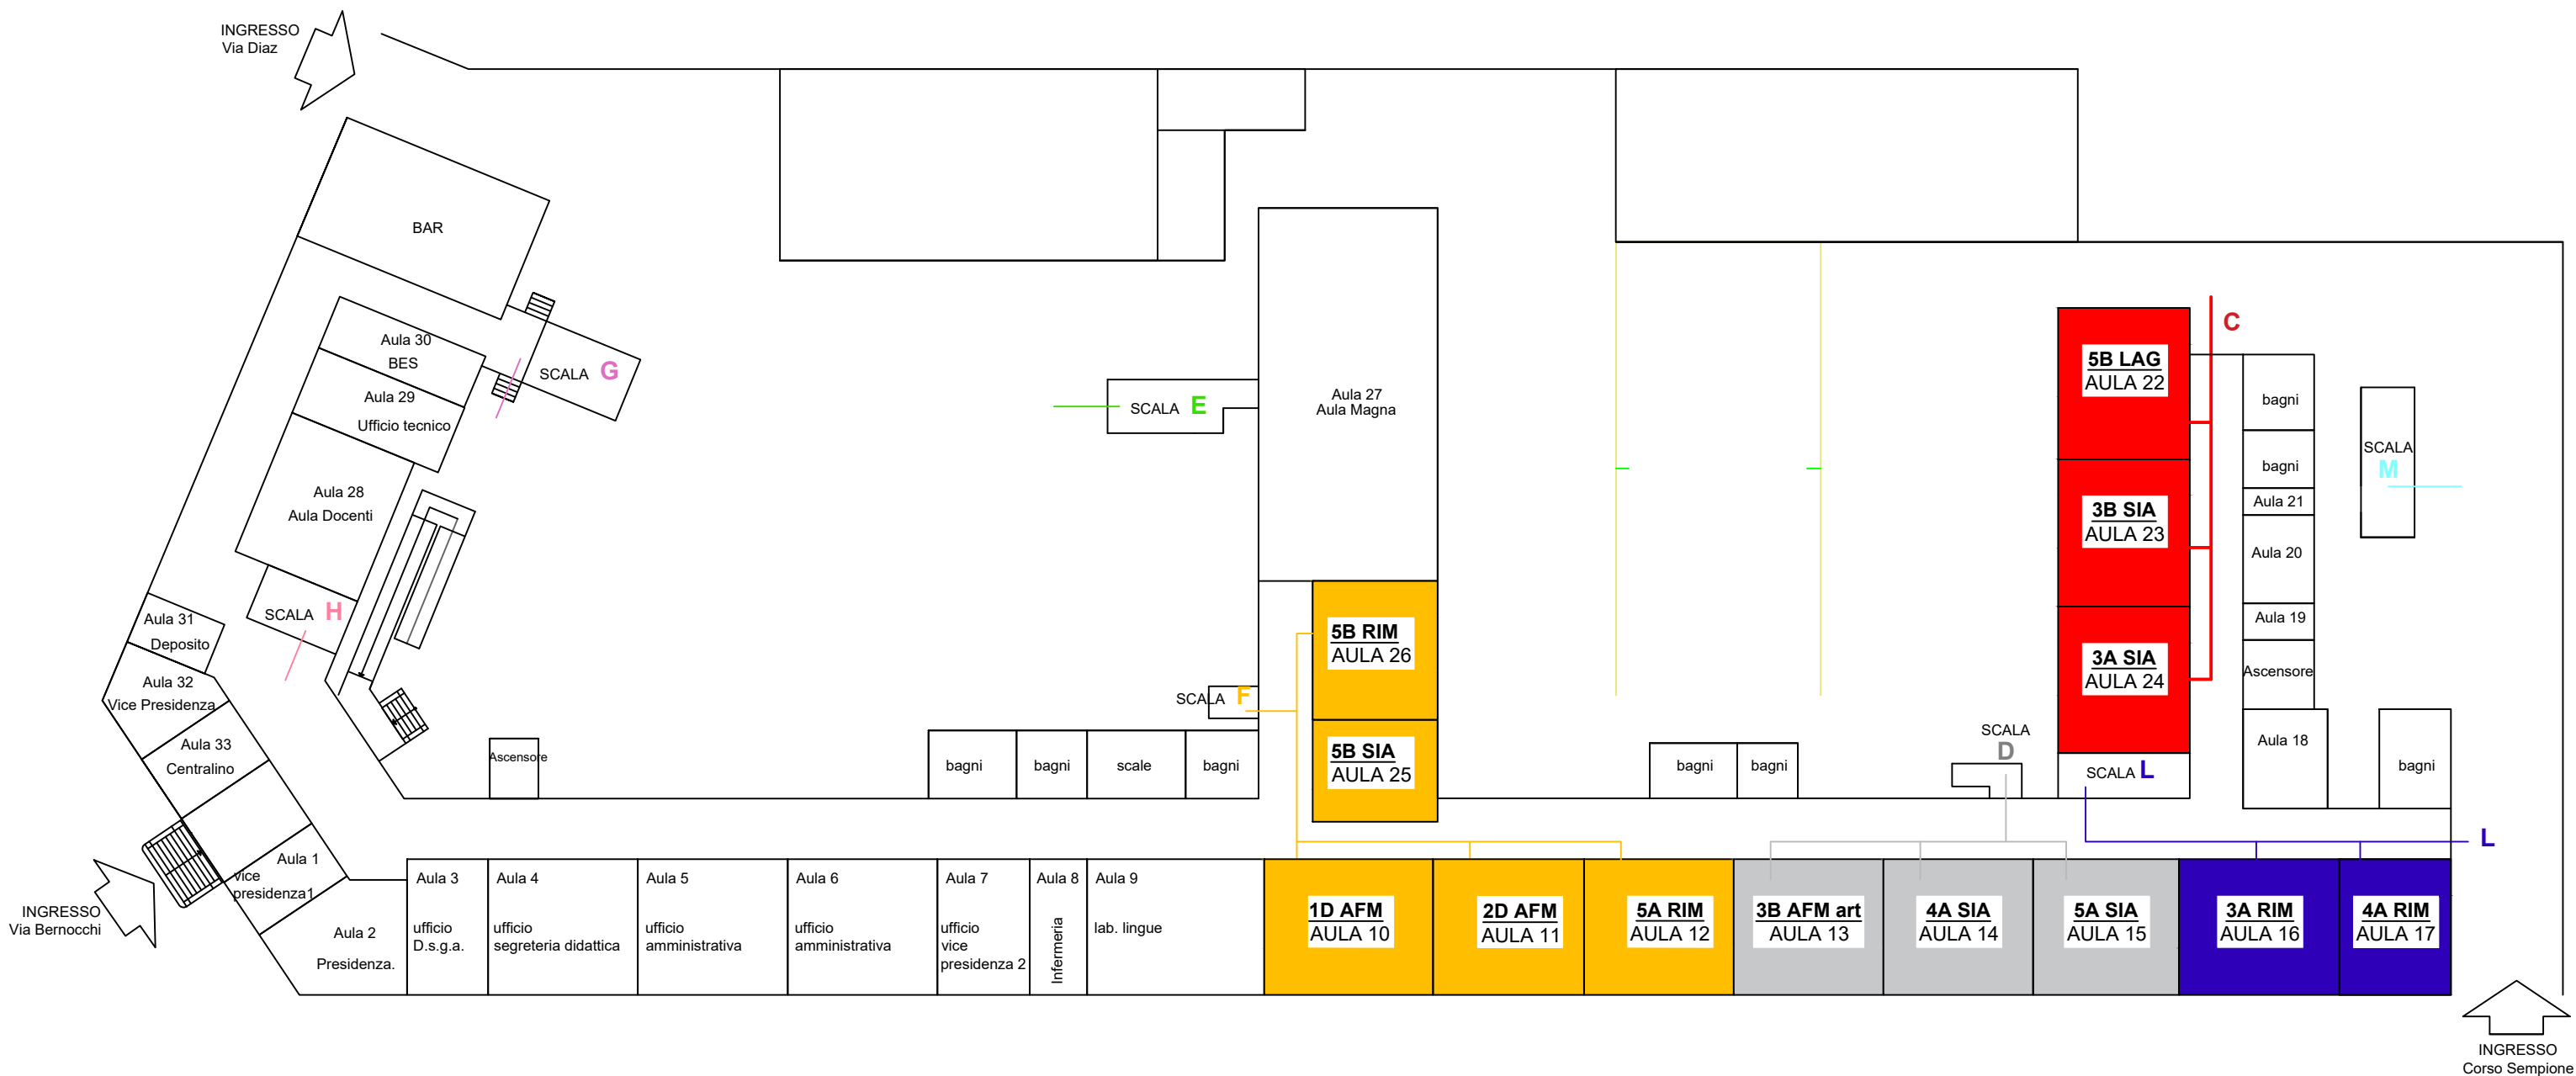 INGRESSO
Via Diaz
BAR
Aula 30
BES
Aula 29
Ufficio tecnico
SCALA G
Aula 28
Aula Docenti
SCALA H
Aula 31
Deposito
Aula 32
Vice Presidenza
Aula 33
Centralino
Aula 1
vice
presidenza1
INGRESSO
Via Bernocchi
Aula 2
Presidenza.
Ascensore
Aula 3
ufficio
D.s.g.a.
Aula 4
ufficio
segreteria didattica
Aula 5
ufficio
amministrativa
Aula 6
ufficio
amministrativa
Aula 7
ufficio
vice
presidenza 2
Aula 8
Infermeria
Aula 9
lab. lingue
bagni
bagni
scale
bagni
SCALA E
Aula 27
Aula Magna
SCALA F
5B RIM
AULA 26
5B SIA
AULA 25
1D AFM
AULA 10
2D AFM
AULA 11
5A RIM
AULA 12
3B AFM art
AULA 13
4A SIA
AULA 14
5A SIA
AULA 15
3A RIM
AULA 16
4A RIM
AULA 17
bagni
bagni
SCALA
D
SCALA L
L
5B LAG
AULA 22
3B SIA
AULA 23
3A SIA
AULA 24
C
bagni
bagni
Aula 21
Aula 20
Aula 19
Ascensore
Aula 18
bagni
SCALA
M
INGRESSO
Corso Sempione